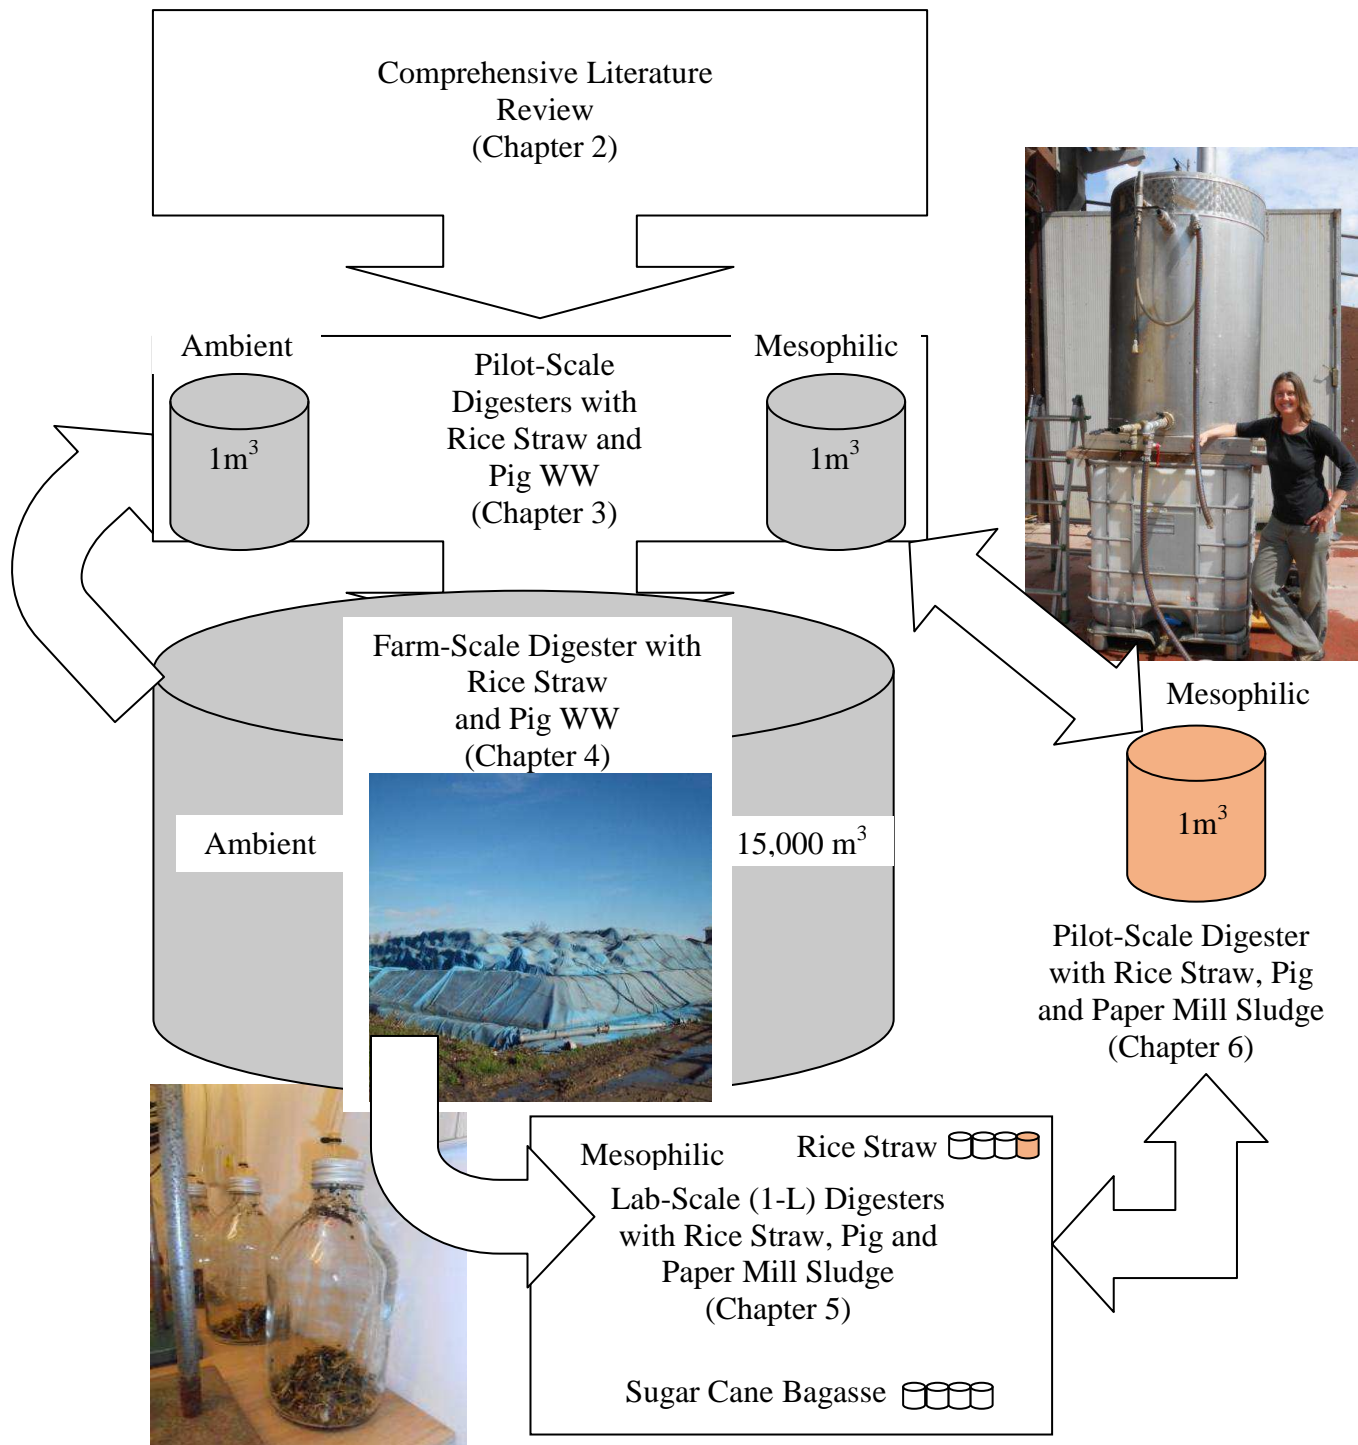 Comprehensive Literature
Review
(Chapter 2)
Ambient
1m³
Pilot-Scale
Digesters with
Rice Straw and
Pig WW
(Chapter 3)
Mesophilic
1m³
Farm-Scale Digester with
Rice Straw
and Pig WW
(Chapter 4)
Ambient
15,000 m³
Mesophilic
1m³
Pilot-Scale Digester
with Rice Straw, Pig
and Paper Mill Sludge
(Chapter 6)
Mesophilic
Rice Straw
Lab-Scale (1-L) Digesters
with Rice Straw, Pig and
Paper Mill Sludge
(Chapter 5)
Sugar Cane Bagasse